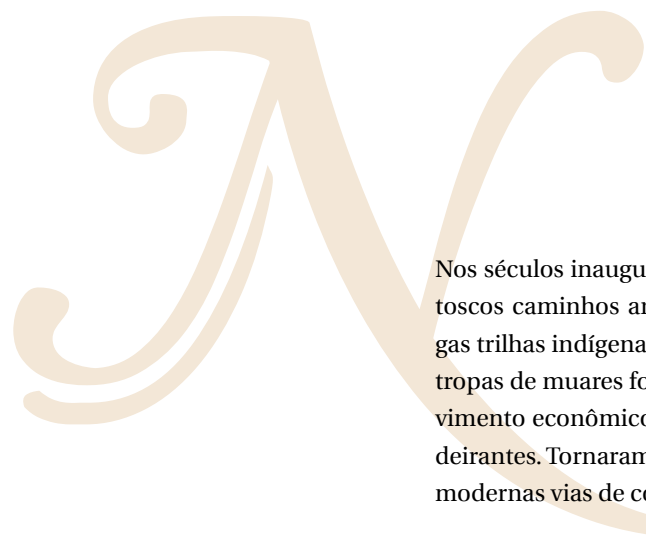 N
Nos séculos inaugu
toscos caminhos a
gas trilhas indígena
tropas de muares fo
vimento econômico
deirantes. Tornaram
modernas vias de c